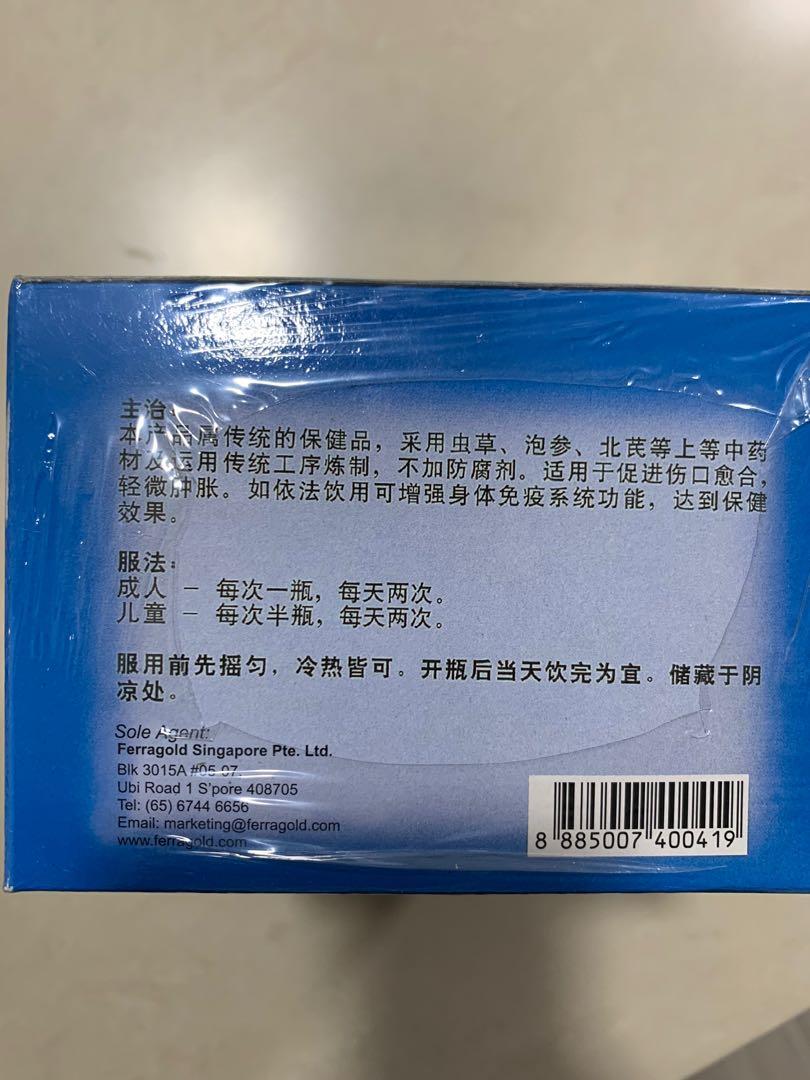 主治：
本产品属传统的保健品，采用虫草、泡参、北芪等上等中药
材及运用传统工序炼制，不加防腐剂。适用于促进伤口愈合，
轻微肿胀。如依法饮用可增强身体免疫系统功能，达到保健
效果。
服法：
成人 － 每次一瓶，每天两次。
儿童 － 每次半瓶，每天两次。
服用前先摇匀，冷热皆可。开瓶后当天饮完为宜。储藏于阴
凉处。
Sole Agent:
Ferragold Singapore Pte. Ltd.
Blk 3015A #05-07.
Ubi Road 1 S'pore 408705
Tel: (65) 6744 6656
Email: marketing@ferragold.com
www.ferragold.com
8 885007 400419